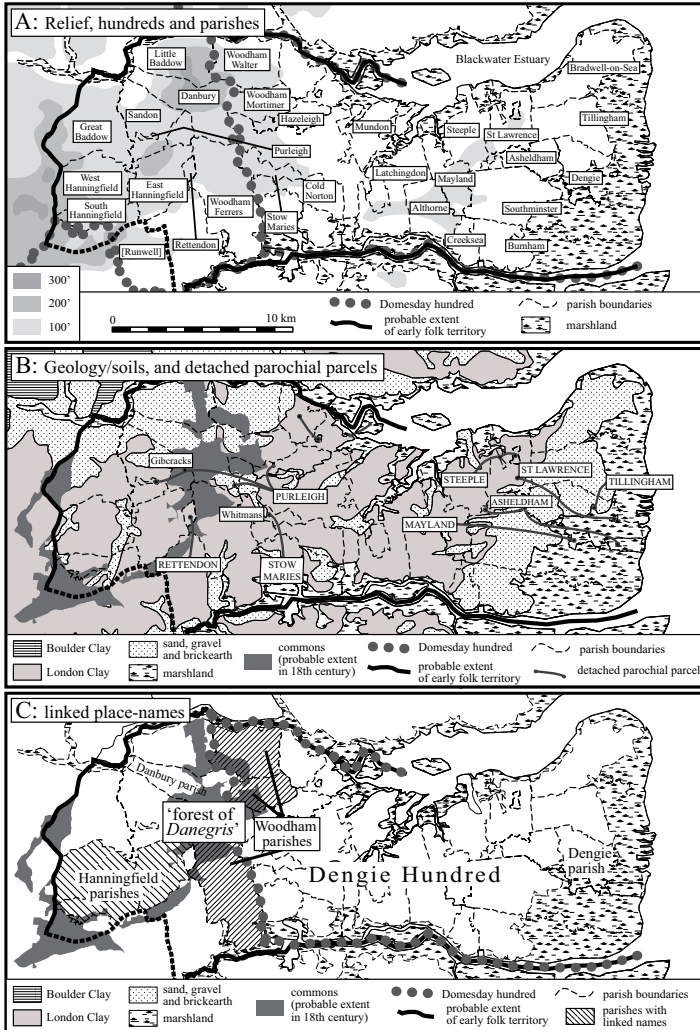 A: Relief, hundreds and parishes
Little
Baddow
Woodham
Walter
Blackwater Estuary
Bradwell-on-Sea
Danbury
Woodham
Mortimer
Sandon
Hazeleigh
Tillingham
Great
Baddow
Mundon
Steeple
St Lawrence
Purleigh
Asheldham
West
Hanningfield
East
Hanningfield
Latchingdon
Mayland
Dengie
Cold
Norton
South
Hanningfield
Woodham
Ferrers
Stow
Maries
Althorne
Southminster
[Runwell]
Rettendon
Creeksea
Burnham
300’
200’
100’
0 10 km
Domesday hundred
probable extent
of early folk territory
parish boundaries
marshland
B: Geology/soils, and detached parochial parcels
Gibcracks
STEEPLE
ST LAWRENCE
TILLINGHAM
PURLEIGH
ASHELDHAM
Whitmans
MAYLAND
RETTENDON
STOW
MARIES
Boulder Clay
London Clay
sand, gravel
and brickearth
marshland
commons
(probable extent
in 18th century)
Domesday hundred
probable extent
of early folk territory
parish boundaries
detached parochial parcel
C: linked place-names
Danbury parish
‘forest of
Danegris’
Woodham
parishes
Hanningfield
parishes
Dengie Hundred
Dengie
parish
Boulder Clay
London Clay
sand, gravel
and brickearth
marshland
commons
(probable extent
in 18th century)
Domesday hundred
probable extent
of early folk territory
parish boundaries
parishes with
linked names